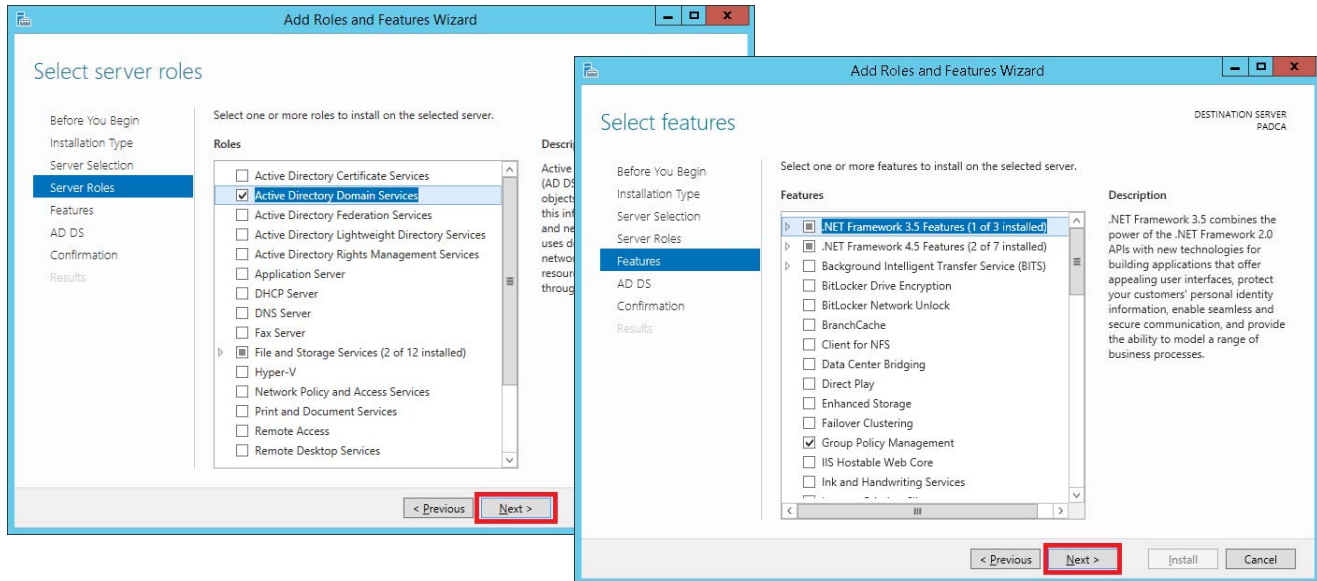 Add Roles and Features Wizard
Select server roles
Before You Begin
Installation Type
Server Selection
Server Roles
Features
AD DS
Confirmation
Results
Select one or more roles to install on the selected server.
Roles
Active Directory Certificate Services
Active Directory Domain Services
Active Directory Federation Services
Active Directory Lightweight Directory Services
Active Directory Rights Management Services
Application Server
DHCP Server
DNS Server
Fax Server
File and Storage Services (2 of 12 installed)
Hyper-V
Network Policy and Access Services
Print and Document Services
Remote Access
Remote Desktop Services
Active
(AD DS
this
and
uses
< Previous
Next >
Add Roles and Features Wizard
Select features
DESTINATION SERVER
PADCA
Before You Begin
Installation Type
Server Selection
Server Roles
Features
AD DS
Confirmation
Results
Select one or more features to install on the selected server.
Features
.NET Framework 3.5 Features (1 of 3 installed)
.NET Framework 4.5 Features (2 of 7 installed)
Background Intelligent Transfer Service (BITS)
BitLocker Drive Encryption
BitLocker Network Unlock
BranchCache
Client for NFS
Data Center Bridging
Direct Play
Enhanced Storage
Failover Clustering
Group Policy Management
IIS Hostable Web Core
Ink and Handwriting Services
Description
.NET Framework 3.5 combines the
power of the .NET Framework 2.0
APIs with new technologies for
building applications that offer
appealing user interfaces, protect
your customers' personal identity
information, enable seamless and
secure communication, and provide
the ability to model a range of
business processes.
< Previous
Next >
Install
Cancel